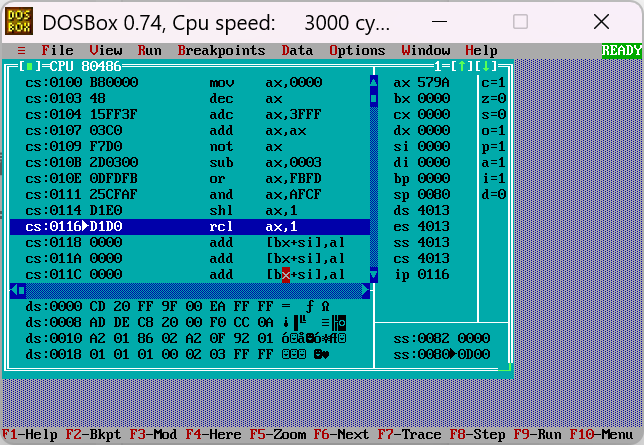 DOS BOX DOSBox 0.74, Cpu speed: 3000 cy...
≡ File View Run Breakpoints Data Options Window Help READY
[■]=CPU 80486 1=[↑][↓]
cs:0100 B80000 mov ax,0000 ax 579A c=1
cs:0103 48 dec ax bx 0000 z=0
cs:0104 15FF3F adc ax,3FFF cx 0000 s=0
cs:0107 03C0 add ax,ax dx 0000 o=1
cs:0109 F7D0 not ax si 0000 p=1
cs:010B 2D0300 sub ax,0003 di 0000 a=1
cs:010E 0DFDFB or ax,FBFD bp 0000 i=1
cs:0111 25CFAF and ax,AFCF sp 0080 d=0
cs:0114 D1E0 shl ax,1 ds 4013
cs:0116►D1D0 rcl ax,1 es 4013
cs:0118 0000 add [bx+si],al ss 4013
cs:011A 0000 add [bx+si],al cs 4013
cs:011C 0000 add [bx+si],al ip 0116
ds:0000 CD 20 FF 9F 00 EA FF FF = ƒ Ω
ds:0008 AD DE C8 20 00 F0 CC 0A ¡▐╚ ≡╠◙
ds:0010 A2 01 86 02 A2 0F 92 01 ó☺å☻ó☼Æ☺ ss:0082 0000
ds:0018 01 01 01 00 02 03 FF FF ☺☺☺ ☻♥ ss:0080►0D00
F1-Help F2-Bkpt F3-Mod F4-Here F5-Zoom F6-Next F7-Trace F8-Step F9-Run F10-Menu